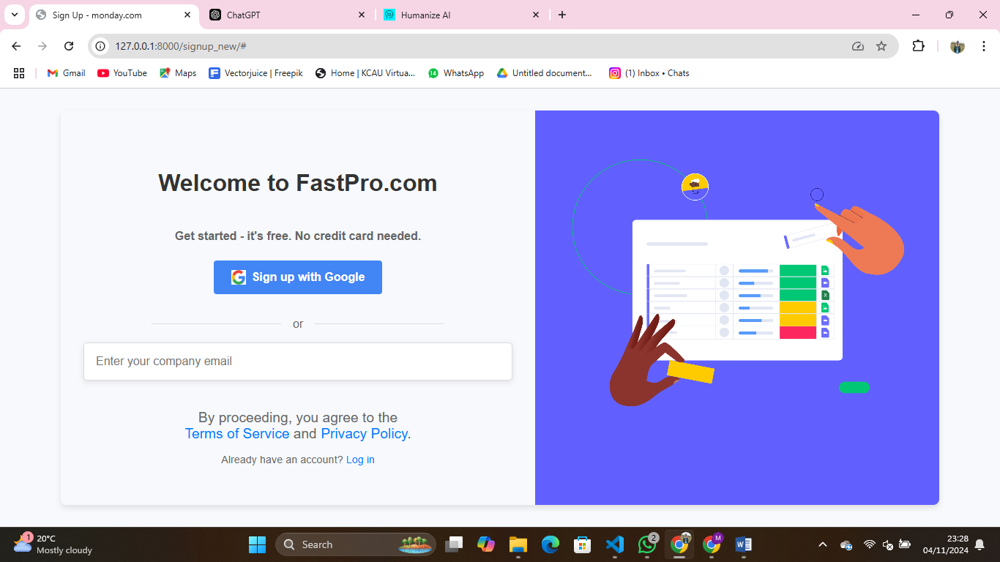 Sign Up - monday.com
ChatGPT
Humanize AI
127.0.0.1:8000/signup_new/#
Gmail
YouTube
Maps
Vectorjuice | Freepik
Home | KCAU Virtua...
14
WhatsApp
Untitled document...
(1) Inbox • Chats
Welcome to FastPro.com
Get started - it's free. No credit card needed.
G Sign up with Google
or
Enter your company email
By proceeding, you agree to the
Terms of Service and Privacy Policy.
Already have an account? Log in
1
20°C
Mostly cloudy
Search
2
M
W
23:28
04/11/2024